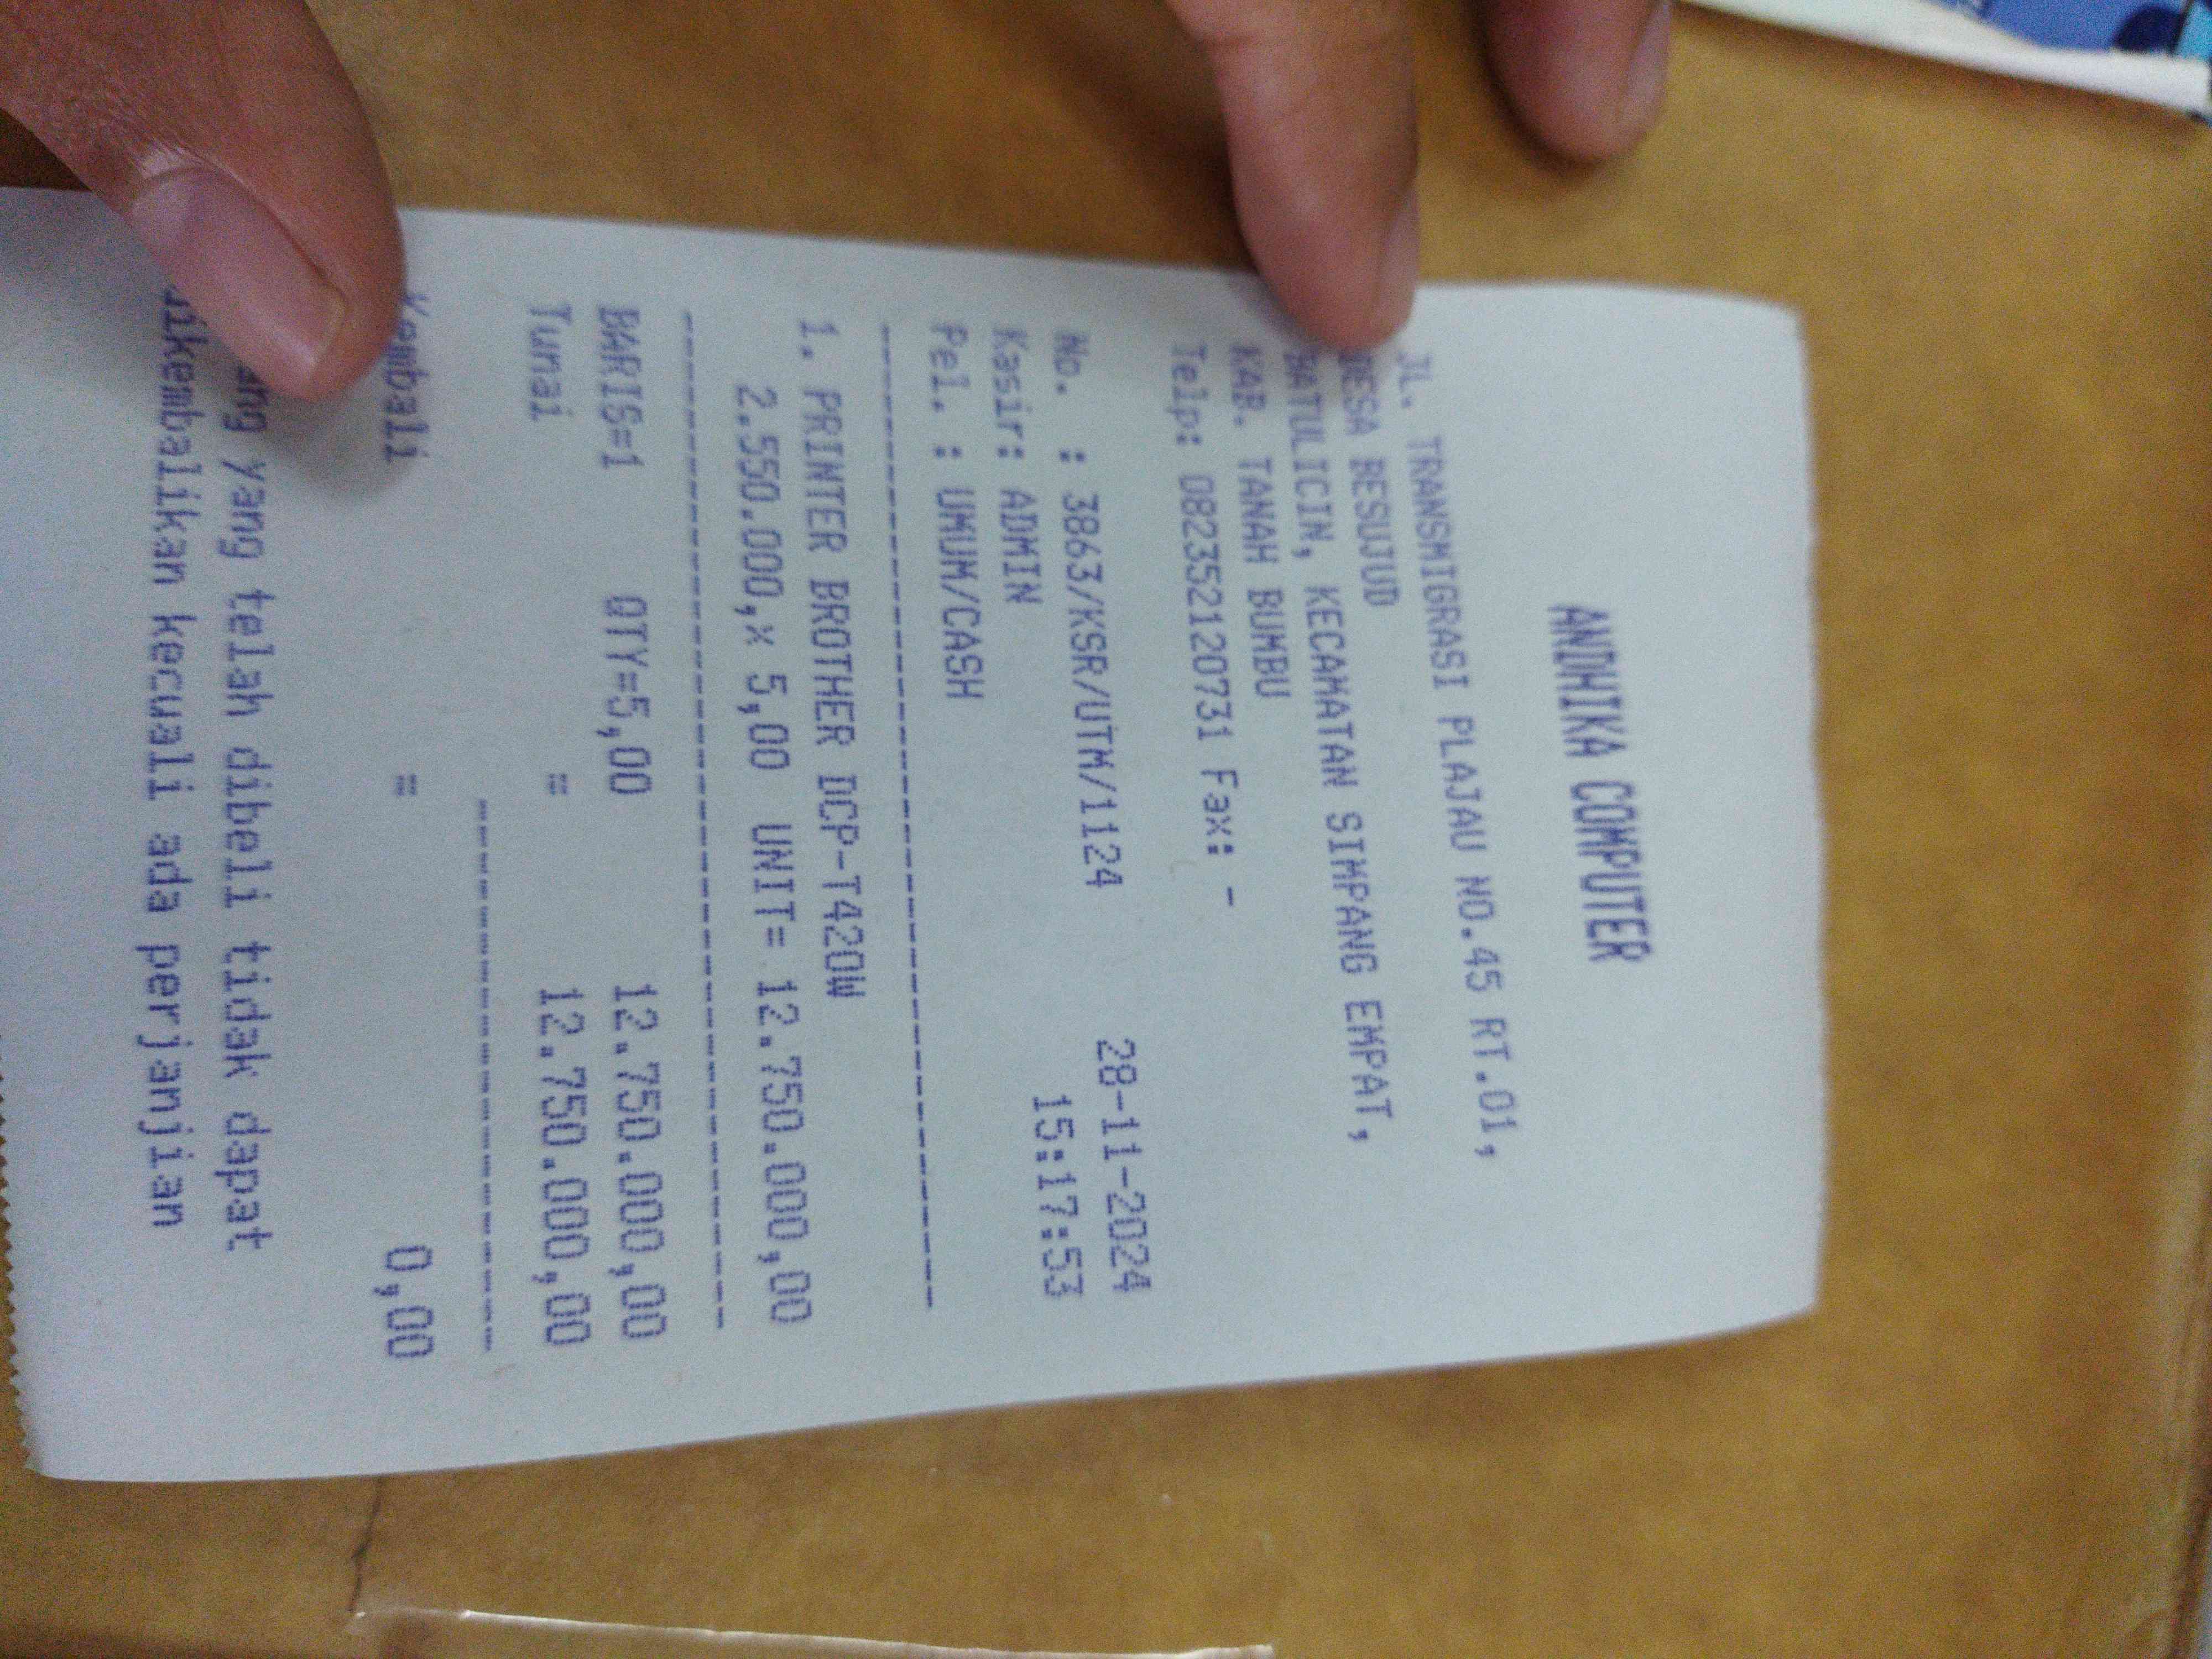 ANDHIKA COMPUTER
JL. TRANSMIGRASI PLAJAU NO.45 RT.01,
DESA BESUJUD
BATULICIN, KECAMATAN SIMPANG EMPAT,
KAB. TANAH BUMBU
Telp: 082352120731 Fax: -
No. : 3863/KSR/UTM/1124 28-11-2024
Kasir: ADMIN 15:17:53
Pel. : UMUM/CASH
1. PRINTER BROTHER DCP-T420W
2.550.000,x 5,00 UNIT= 12.750.000,00
BARIS=1 QTY=5,00 12.750.000,00
Tunai = 12.750.000,00
Kembali = 0,00
yang telah dibeli tidak dapat
dikembalikan kecuali ada perjanjian